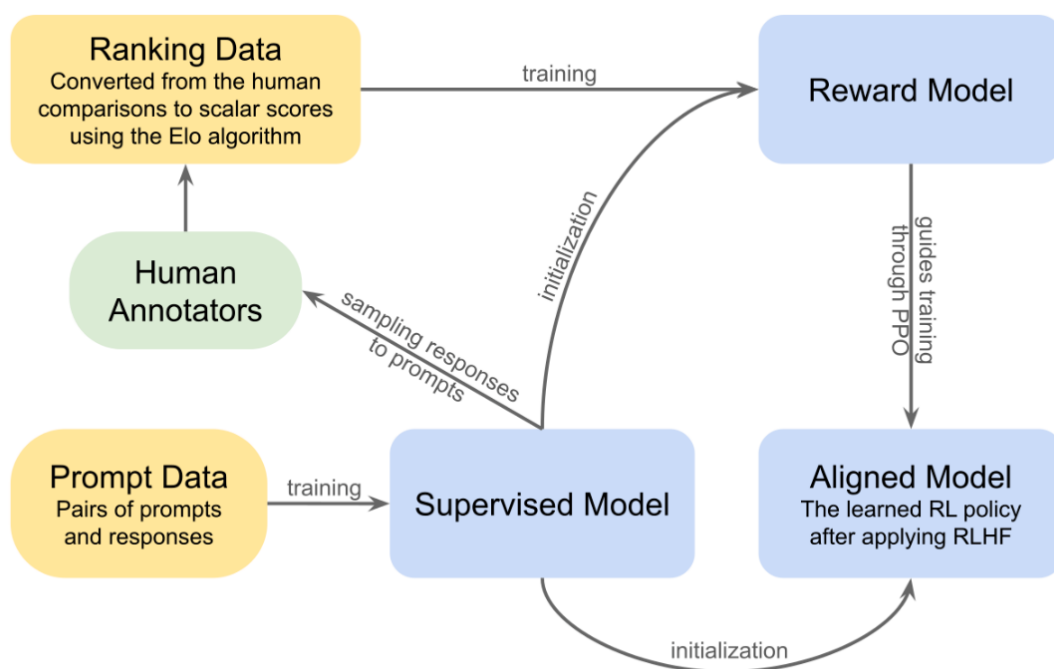 Ranking Data
Converted from the human
comparisons to scalar scores
using the Elo algorithm
training
Reward Model
initialization
guides training
through PPO
Human
Annotators
sampling responses
to prompts
Prompt Data
Pairs of prompts
and responses
training
Supervised Model
Aligned Model
The learned RL policy
after applying RLHF
initialization